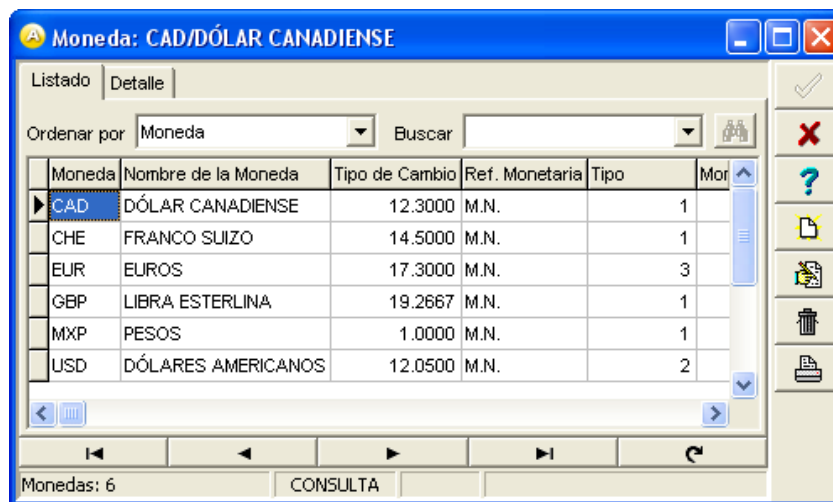 Moneda: CAD/DÓLAR CANADIENSE
Listado Detalle
Ordenar por Moneda Buscar
Moneda Nombre de la Moneda Tipo de Cambio Ref. Monetaria Tipo Mor
CAD DÓLAR CANADIENSE 12.3000 M.N. 1
CHE FRANCO SUIZO 14.5000 M.N. 1
EUR EUROS 17.3000 M.N. 3
GBP LIBRA ESTERLINA 19.2667 M.N. 1
MXP PESOS 1.0000 M.N. 1
USD DÓLARES AMERICANOS 12.0500 M.N. 2
Monedas: 6 CONSULTA